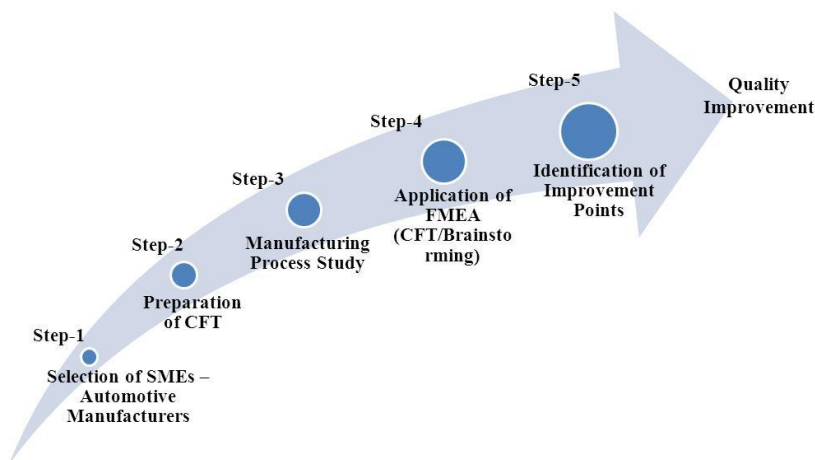 Step-1
Selection of SMEs –
Automotive
Manufacturers
Step-2
Preparation
of CFT
Step-3
Manufacturing
Process Study
Step-4
Application of
FMEA
(CFT/Brainsto
rming)
Step-5
Identification of
Improvement
Points
Quality
Improvement